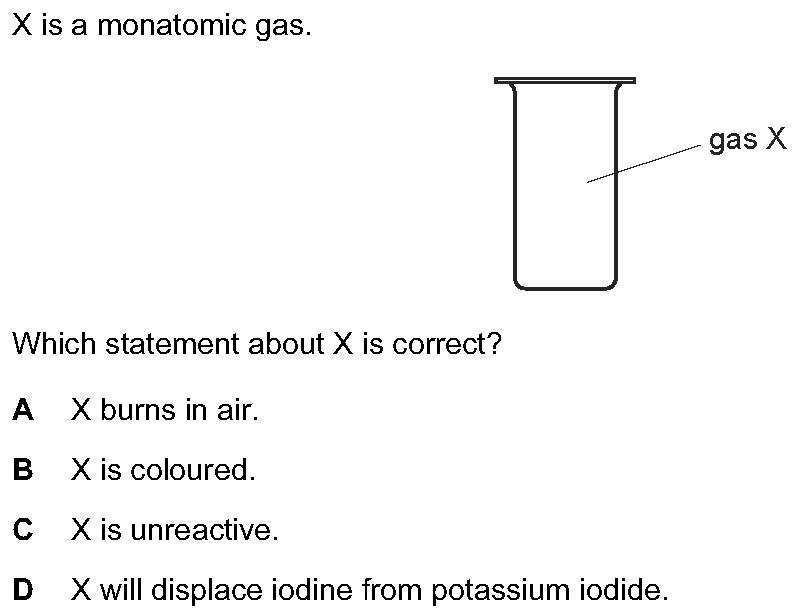 X is a monatomic gas.
gas X
Which statement about X is correct?
A X burns in air.
B X is coloured.
C X is unreactive.
D X will displace iodine from potassium iodide.